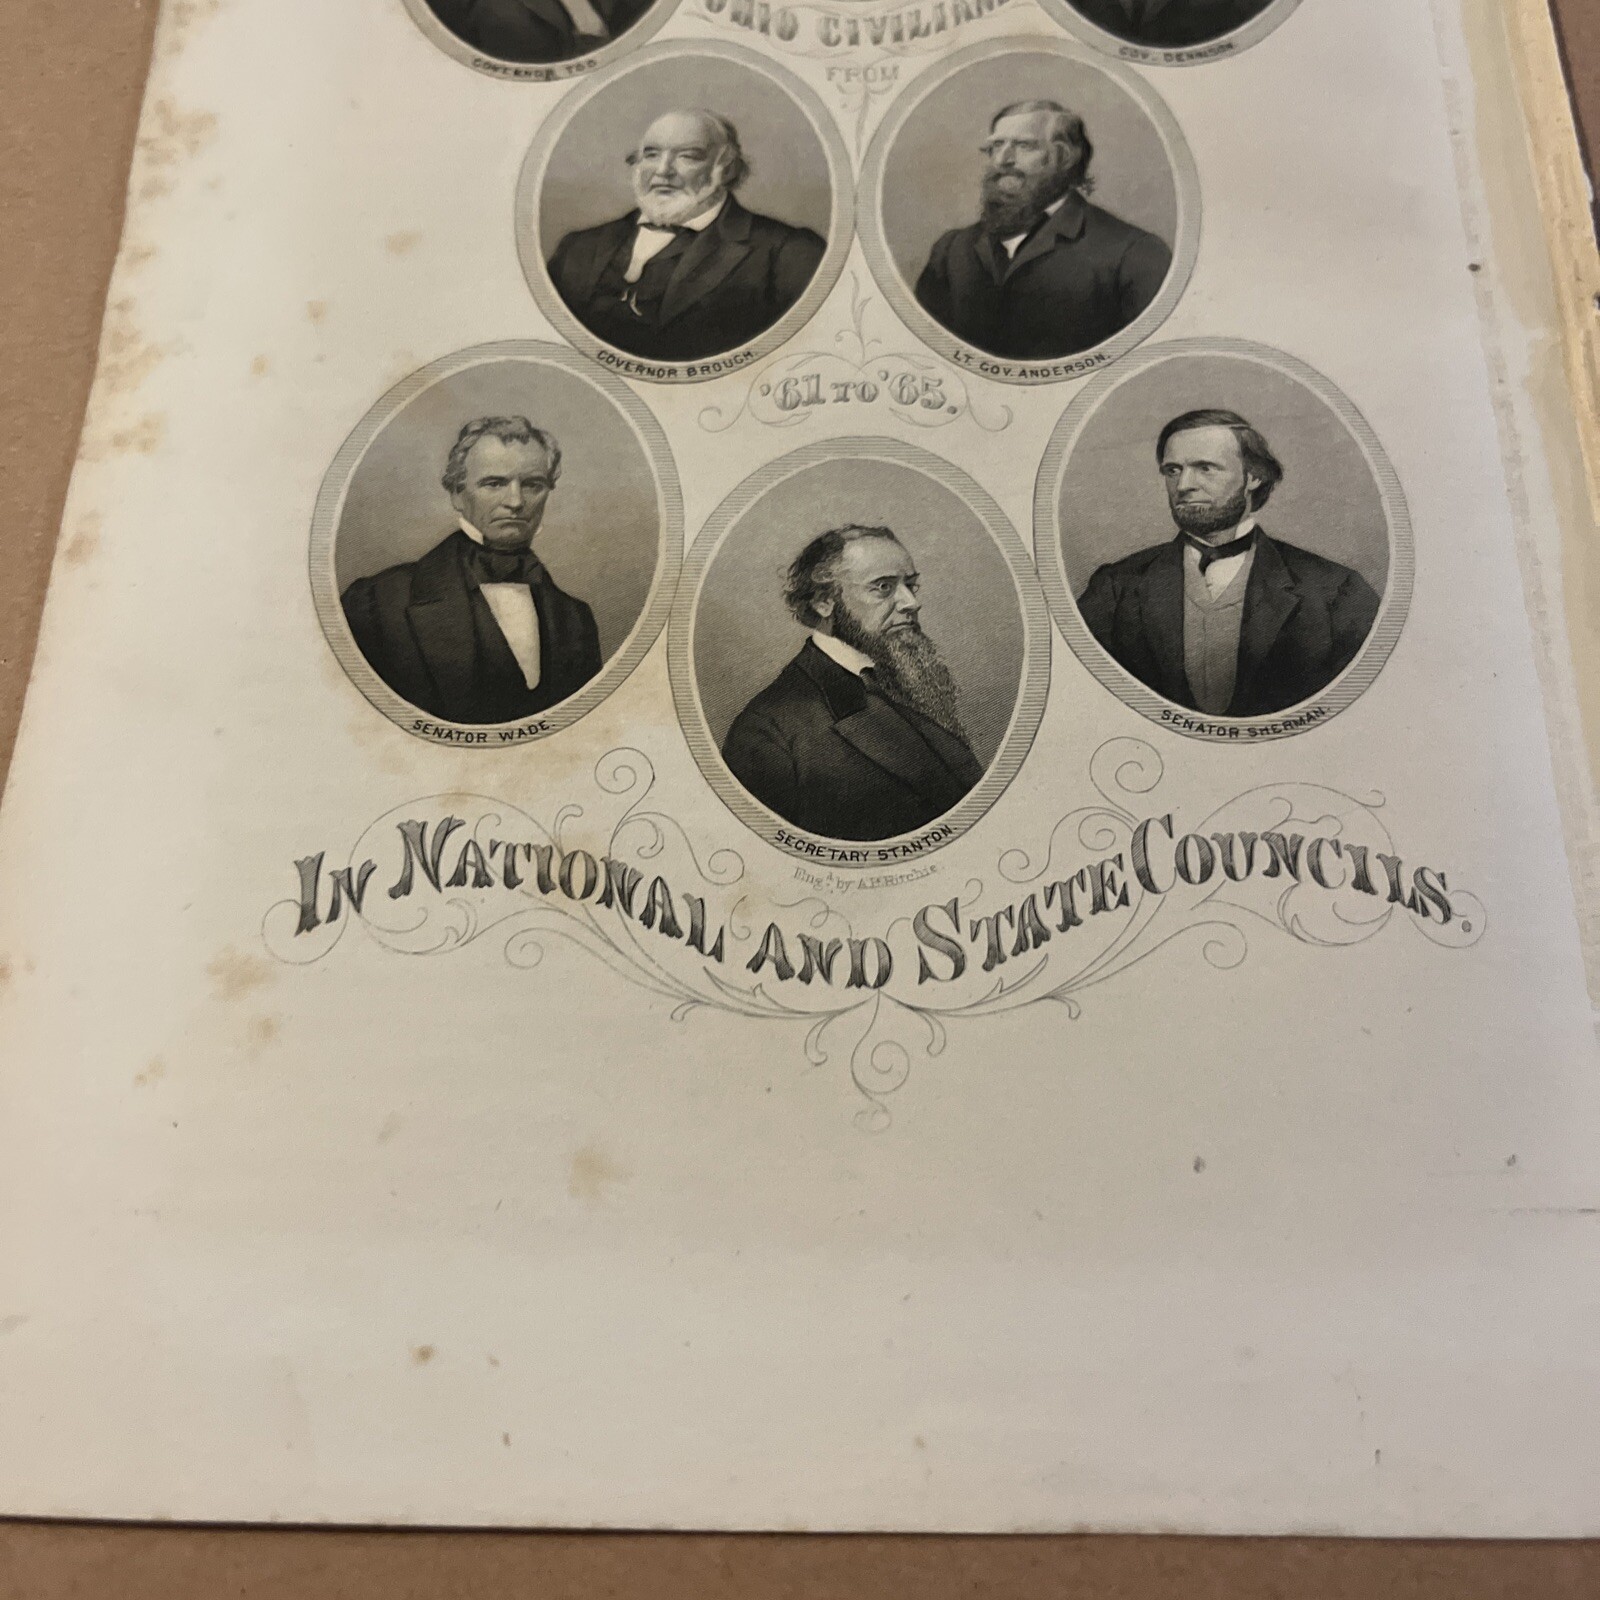 OHIO CIVILIANS
GOVERNOR TOD
GOV. DENNISON.
FROM
GOVERNOR BROUGH.
LT. GOV. ANDERSON.
'61 TO '65.
SENATOR WADE.
SENATOR SHERMAN.
SECRETARY STANTON.
Engd. by A.H. Ritchie.
IN NATIONAL AND STATE COUNCILS.